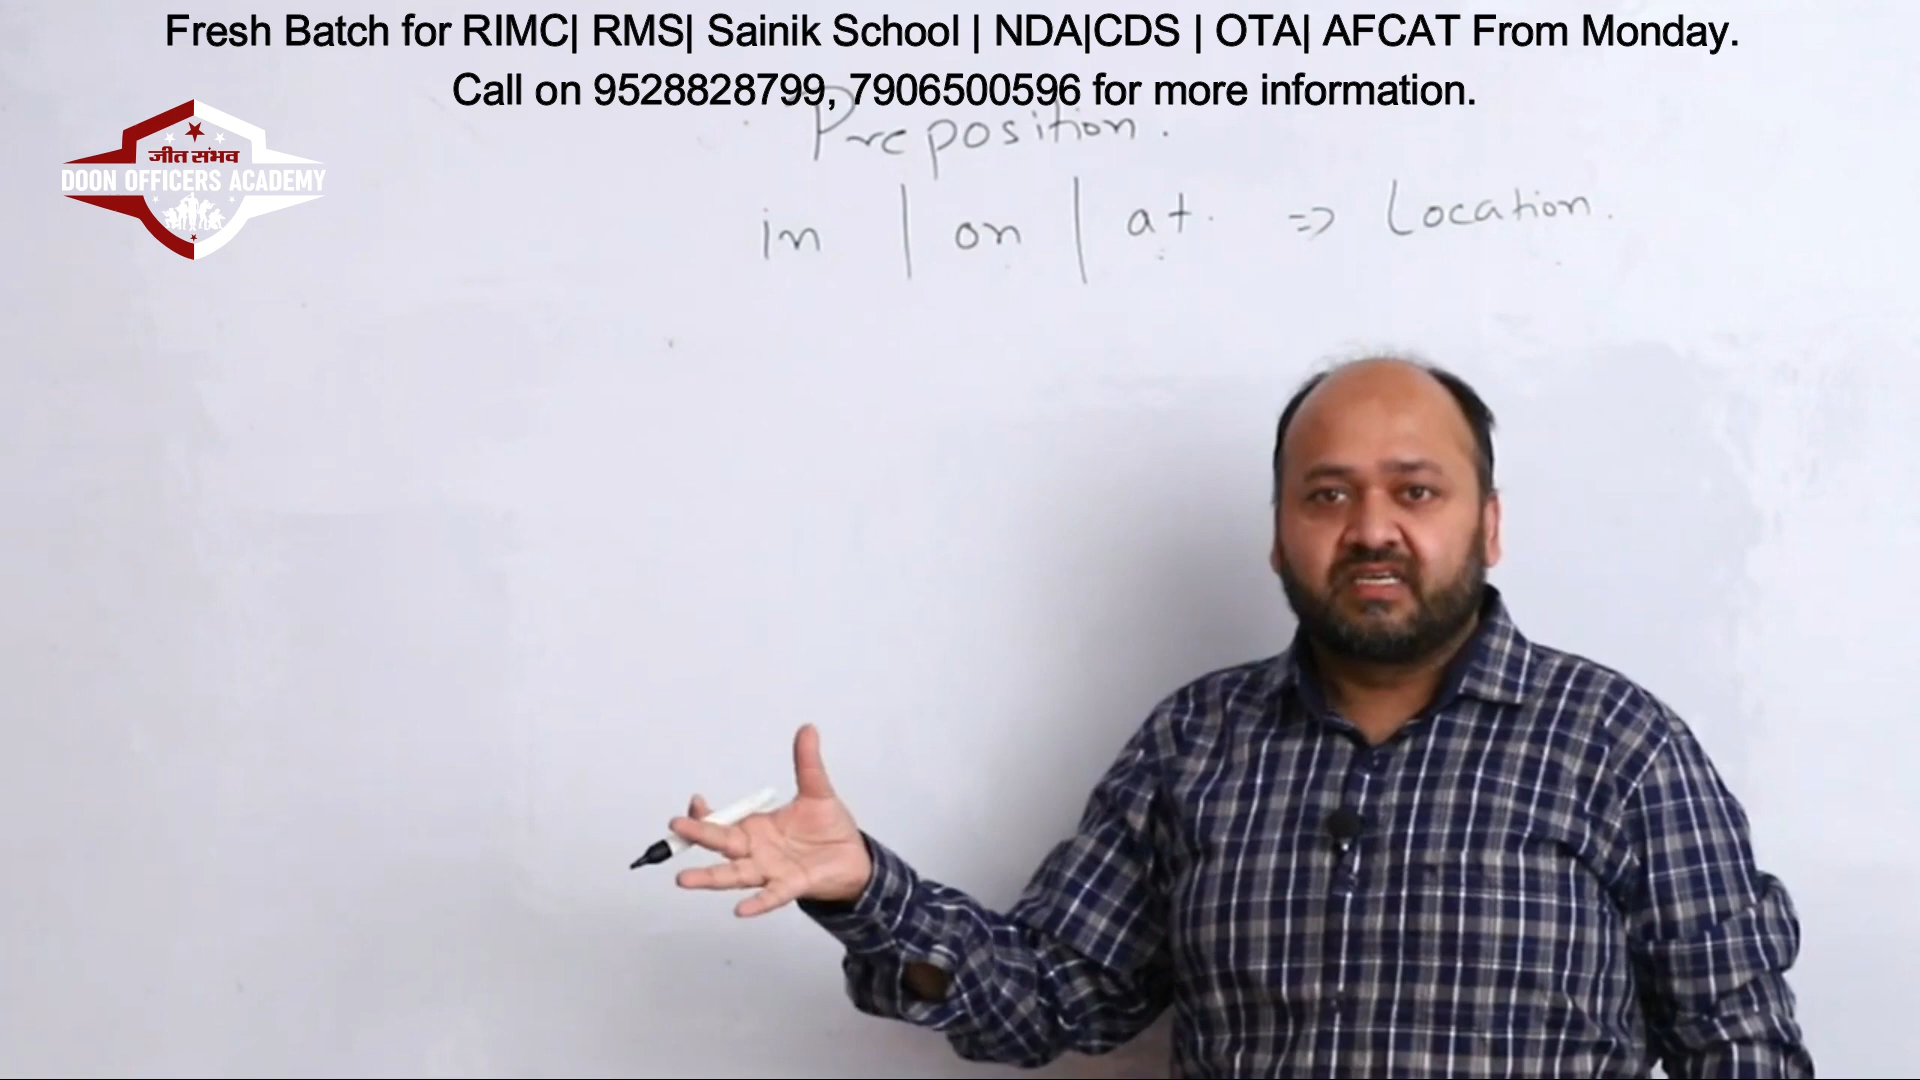 Fresh Batch for RIMC| RMS| Sainik School | NDA|CDS | OTA| AFCAT From Monday.
Call on 9528828799, 7906500596 for more information.
जीत संभव
DOON OFFICERS ACADEMY
Preposition.
in | on | at. => Location.